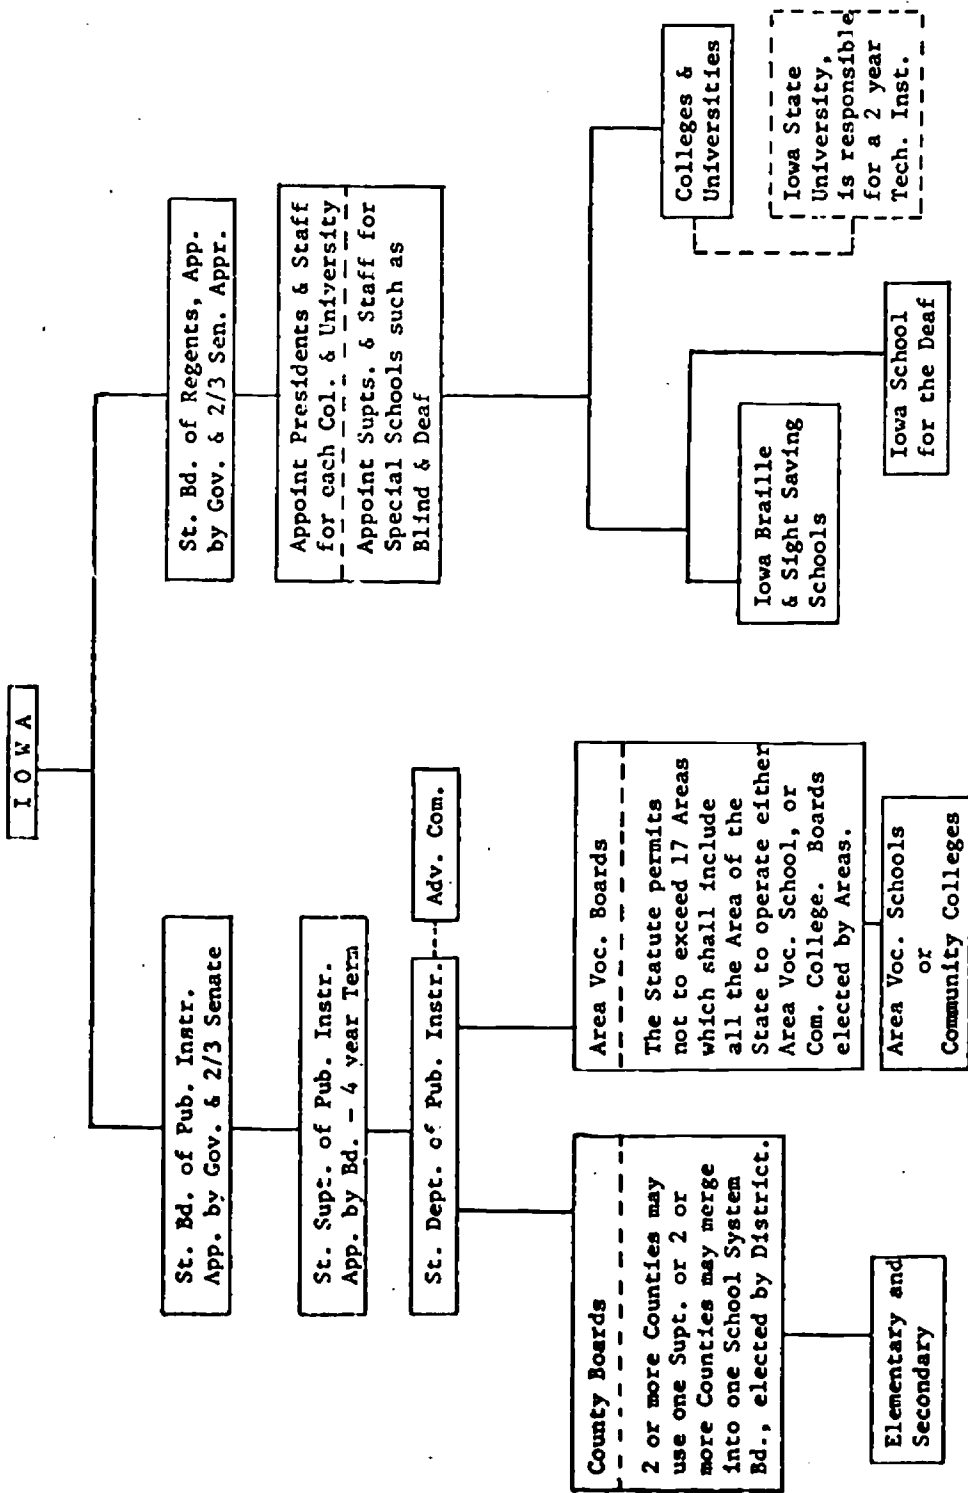 I O W A
St. Bd. of Pub. Instr.
App. by Gov. & 2/3 Senate
St. Supt. of Pub. Instr.
App. by Bd. - 4 year Term
St. Dept. of Pub. Instr.
Adv. Com.
County Boards
2 or more Counties may
use one Supt. or 2 or
more Counties may merge
into one School System
Bd., elected by District.
Elementary and
Secondary
Area Voc. Boards
The Statute permits
not to exceed 17 Areas
which shall include
all the Area of the
State to operate either
Area Voc. School, or
Com. College. Boards
elected by Areas.
Area Voc. Schools
or
Community Colleges
St. Bd. of Regents, App.
by Gov. & 2/3 Sen. Appr.
Appoint Presidents & Staff
for each Col. & University
Appoint Supts. & Staff for
Special Schools such as
Blind & Deaf
Iowa Braille
& Sight Saving
Schools
Iowa School
for the Deaf
Colleges &
Universities
Iowa State
University,
is responsible
for a 2 year
Tech. Inst.